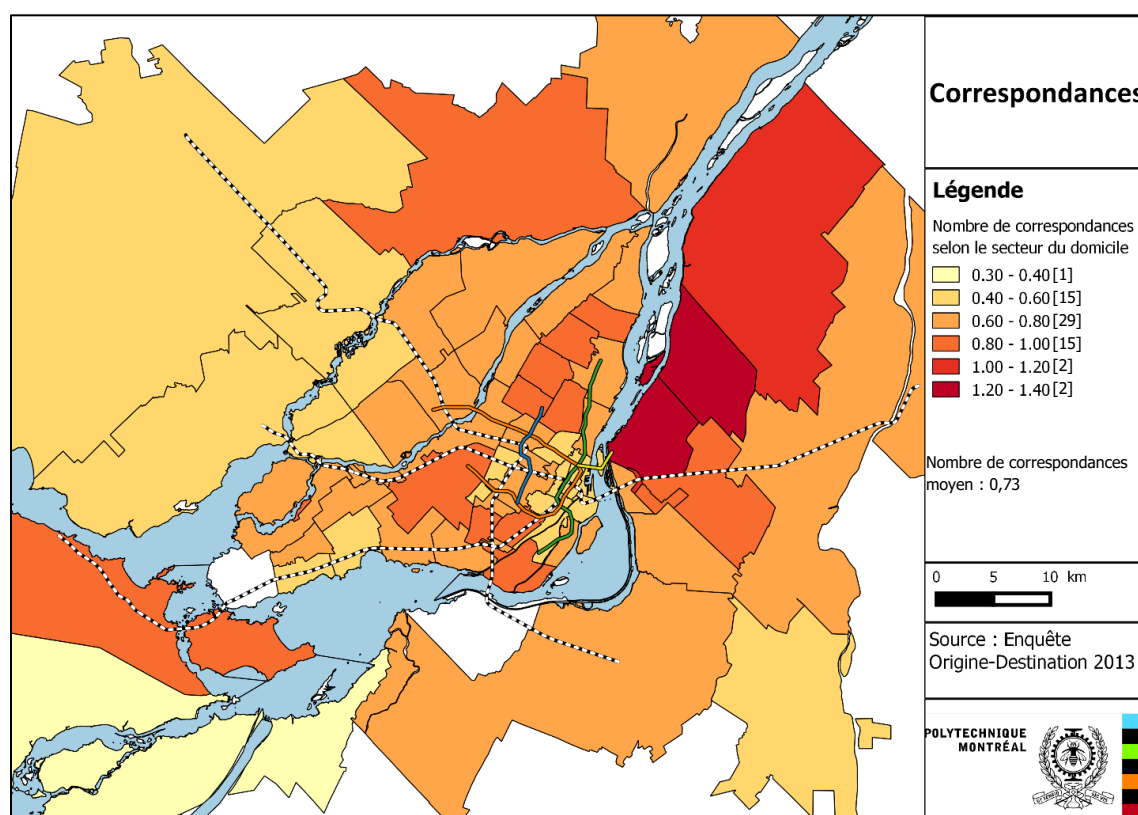 Correspondances
Légende
Nombre de correspondances
selon le secteur du domicile
0.30 - 0.40 [1]
0.40 - 0.60 [15]
0.60 - 0.80 [29]
0.80 - 1.00 [15]
1.00 - 1.20 [2]
1.20 - 1.40 [2]
Nombre de correspondances
moyen : 0,73
0 5 10 km
Source : Enquête
Origine-Destination 2013
POLYTECHNIQUE
MONTRÉAL